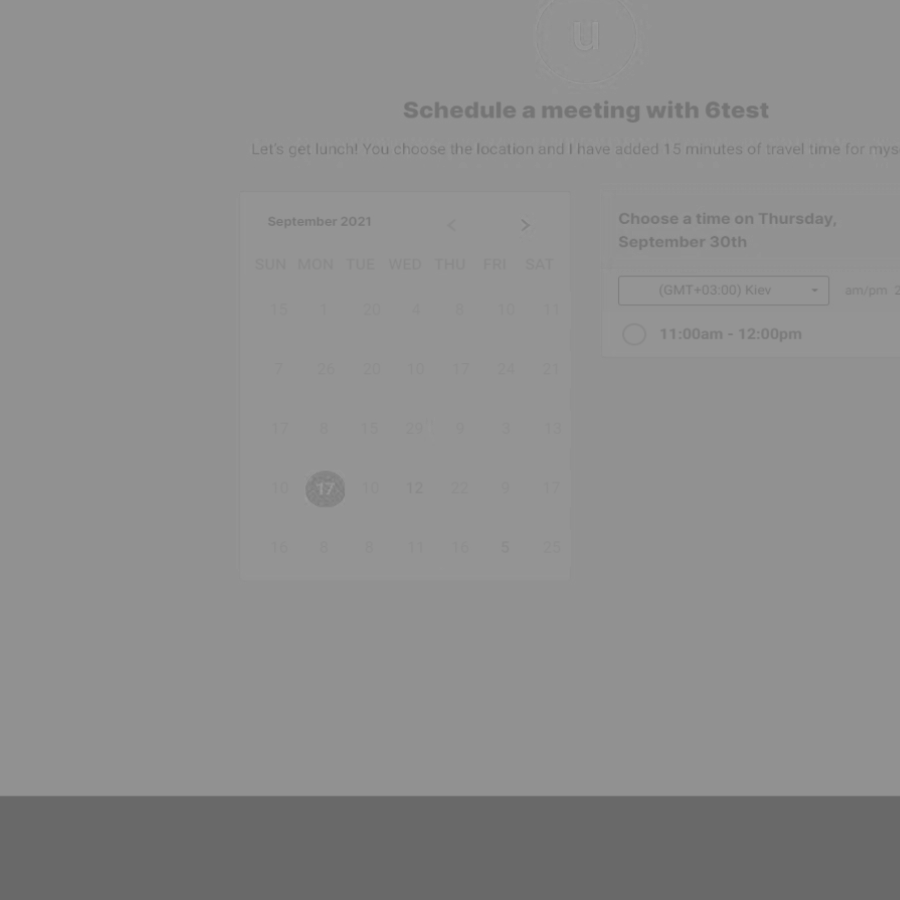 u
Schedule a meeting with 6test
Let's get lunch! You choose the location and I have added 15 minutes of travel time for mys
September 2021 < >
SUN MON TUE WED THU FRI SAT
15 1 20 4 8 10 11
7 26 20 10 17 24 21
17 8 15 29 9 3 13
10 17 10 12 22 9 17
16 8 8 11 16 5 25
Choose a time on Thursday,
September 30th
(GMT+03:00) Kiev am/pm 2
11:00am - 12:00pm